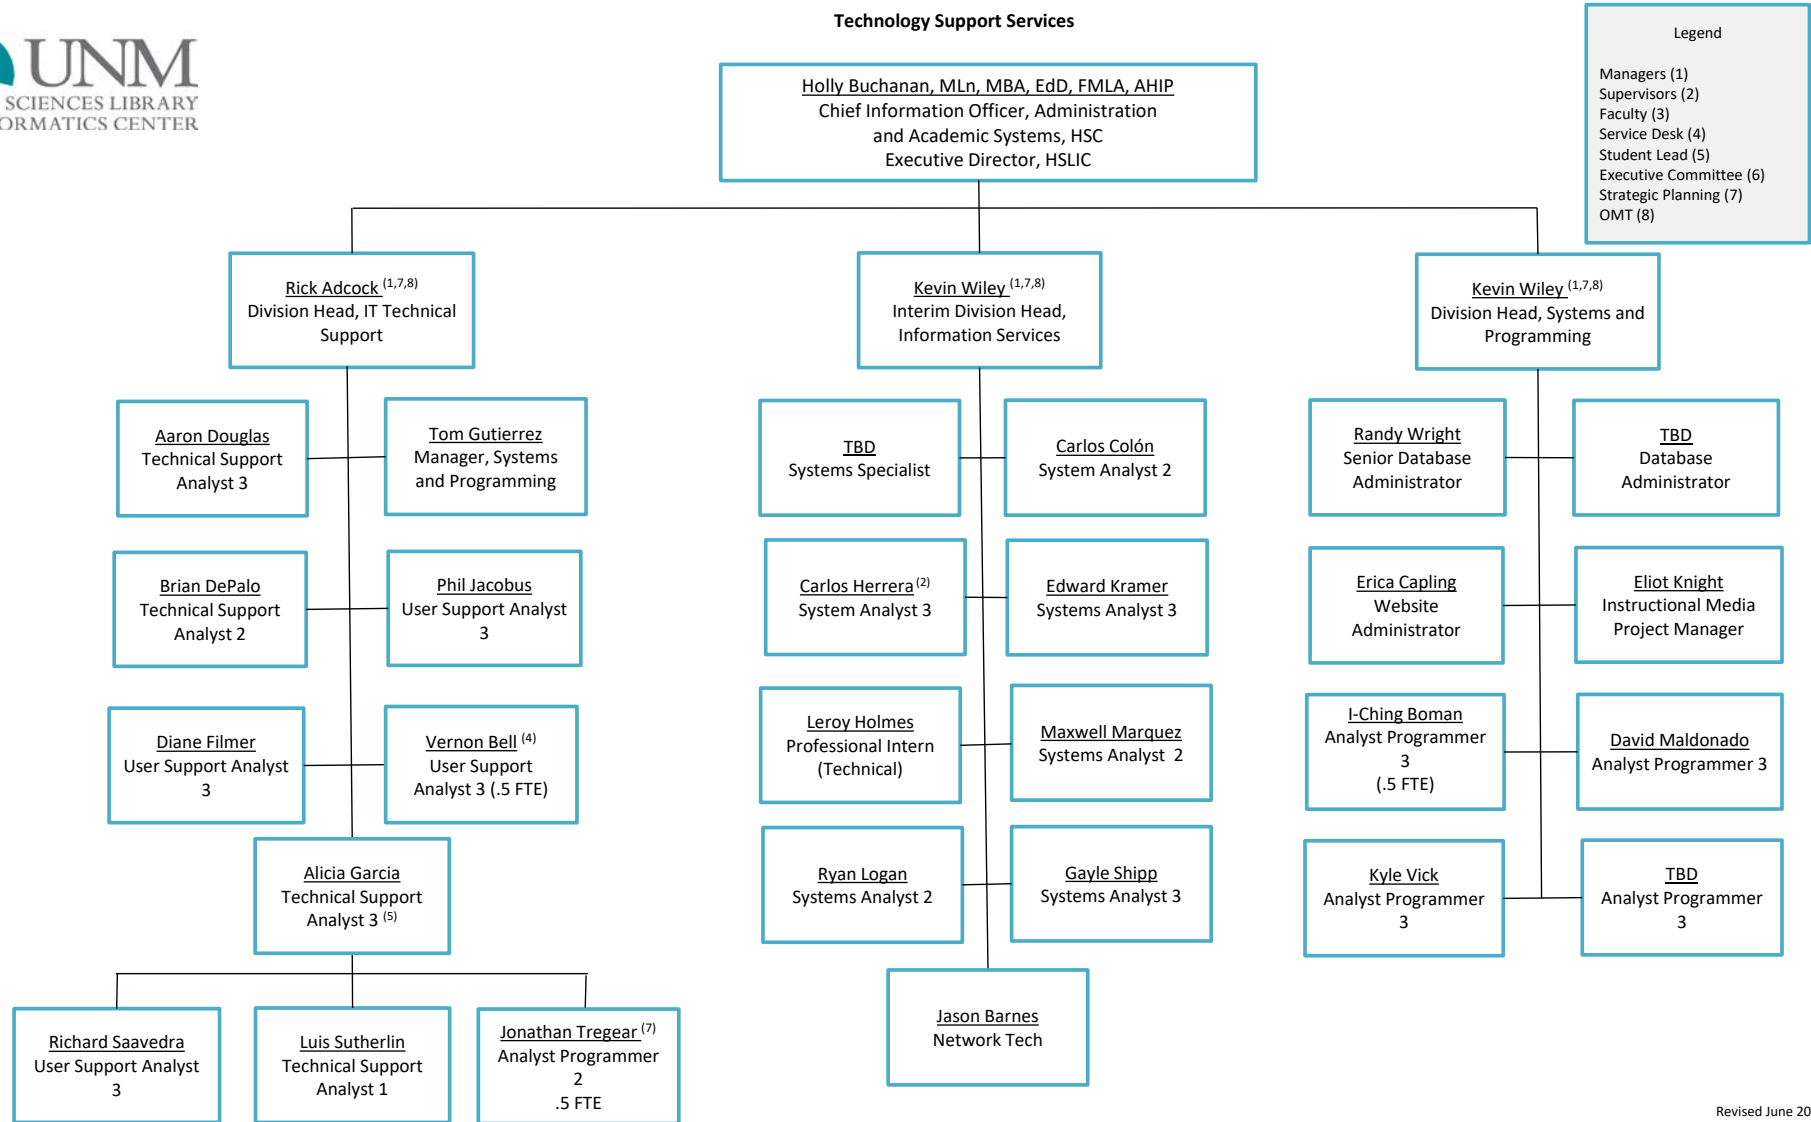 Technology Support Services
UNM
SCIENCES LIBRARY
ORMATICS CENTER
Legend
Managers (1)
Supervisors (2)
Faculty (3)
Service Desk (4)
Student Lead (5)
Executive Committee (6)
Strategic Planning (7)
OMT (8)
Holly Buchanan, MLn, MBA, EdD, FMLA, AHIP
Chief Information Officer, Administration
and Academic Systems, HSC
Executive Director, HSLIC
Rick Adcock (1,7,8)
Division Head, IT Technical
Support
Kevin Wiley (1,7,8)
Interim Division Head,
Information Services
Kevin Wiley (1,7,8)
Division Head, Systems and
Programming
Aaron Douglas
Technical Support
Analyst 3
Tom Gutierrez
Manager, Systems
and Programming
TBD
Systems Specialist
Carlos Colón
System Analyst 2
Randy Wright
Senior Database
Administrator
TBD
Database
Administrator
Brian DePalo
Technical Support
Analyst 2
Phil Jacobus
User Support Analyst
3
Carlos Herrera (2)
System Analyst 3
Edward Kramer
Systems Analyst 3
Erica Capling
Website
Administrator
Eliot Knight
Instructional Media
Project Manager
Diane Filmer
User Support Analyst
3
Vernon Bell (4)
User Support
Analyst 3 (.5 FTE)
Leroy Holmes
Professional Intern
(Technical)
Maxwell Marquez
Systems Analyst 2
I-Ching Boman
Analyst Programmer
3
(.5 FTE)
David Maldonado
Analyst Programmer 3
Alicia Garcia
Technical Support
Analyst 3 (5)
Ryan Logan
Systems Analyst 2
Gayle Shipp
Systems Analyst 3
Kyle Vick
Analyst Programmer
3
TBD
Analyst Programmer
3
Richard Saavedra
User Support Analyst
3
Luis Sutherlin
Technical Support
Analyst 1
Jonathan Tregear (7)
Analyst Programmer
2
.5 FTE
Jason Barnes
Network Tech
Revised June 20